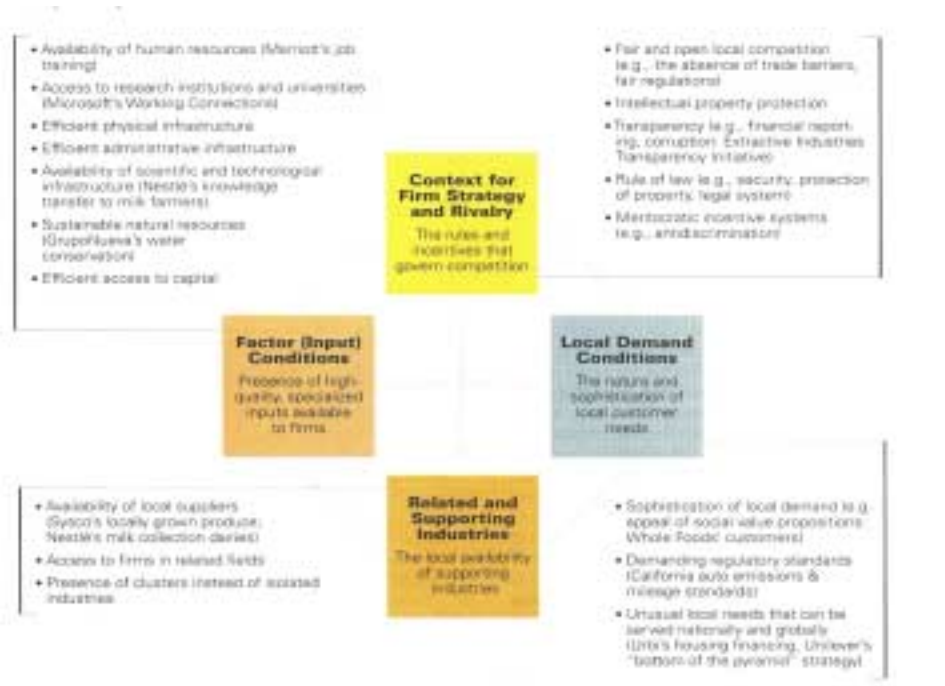 • Availability of human resources (Marriott's job
training)
• Access to research institutions and universities
(Microsoft's Working Connections)
• Efficient physical infrastructure
• Efficient administrative infrastructure
• Availability of scientific and technological
infrastructure (Nestlé's knowledge
transfer to milk farmers)
• Sustainable natural resources
(GrupoNueva's water
conservation)
• Efficient access to capital
• Fair and open local competition
(e.g., the absence of trade barriers,
fair regulations)
• Intellectual property protection
• Transparency (e.g., financial report-
ing, corruption: Extractive Industries
Transparency Initiative)
• Rule of law (e.g., security, protection
of property, legal system)
• Meritocratic incentive systems
(e.g., antidiscrimination)
Context for
Firm Strategy
and Rivalry
The rules and
incentives that
govern competition
Factor (Input)
Conditions
Presence of high-
quality, specialized
inputs available
to firms
Local Demand
Conditions
The nature and
sophistication of
local customer
needs
Related and
Supporting
Industries
The local availability
of supporting
industries
• Availability of local suppliers
(Sysco's locally grown produce;
Nestlé's milk collection dairies)
• Access to firms in related fields
• Presence of clusters instead of isolated
industries
• Sophistication of local demand (e.g.,
appeal of social value propositions:
Whole Foods' customers)
• Demanding regulatory standards
(California auto emissions &
mileage standards)
• Unusual local needs that can be
served nationally and globally
(Urbi's housing financing, Unilever's
"bottom of the pyramid" strategy)